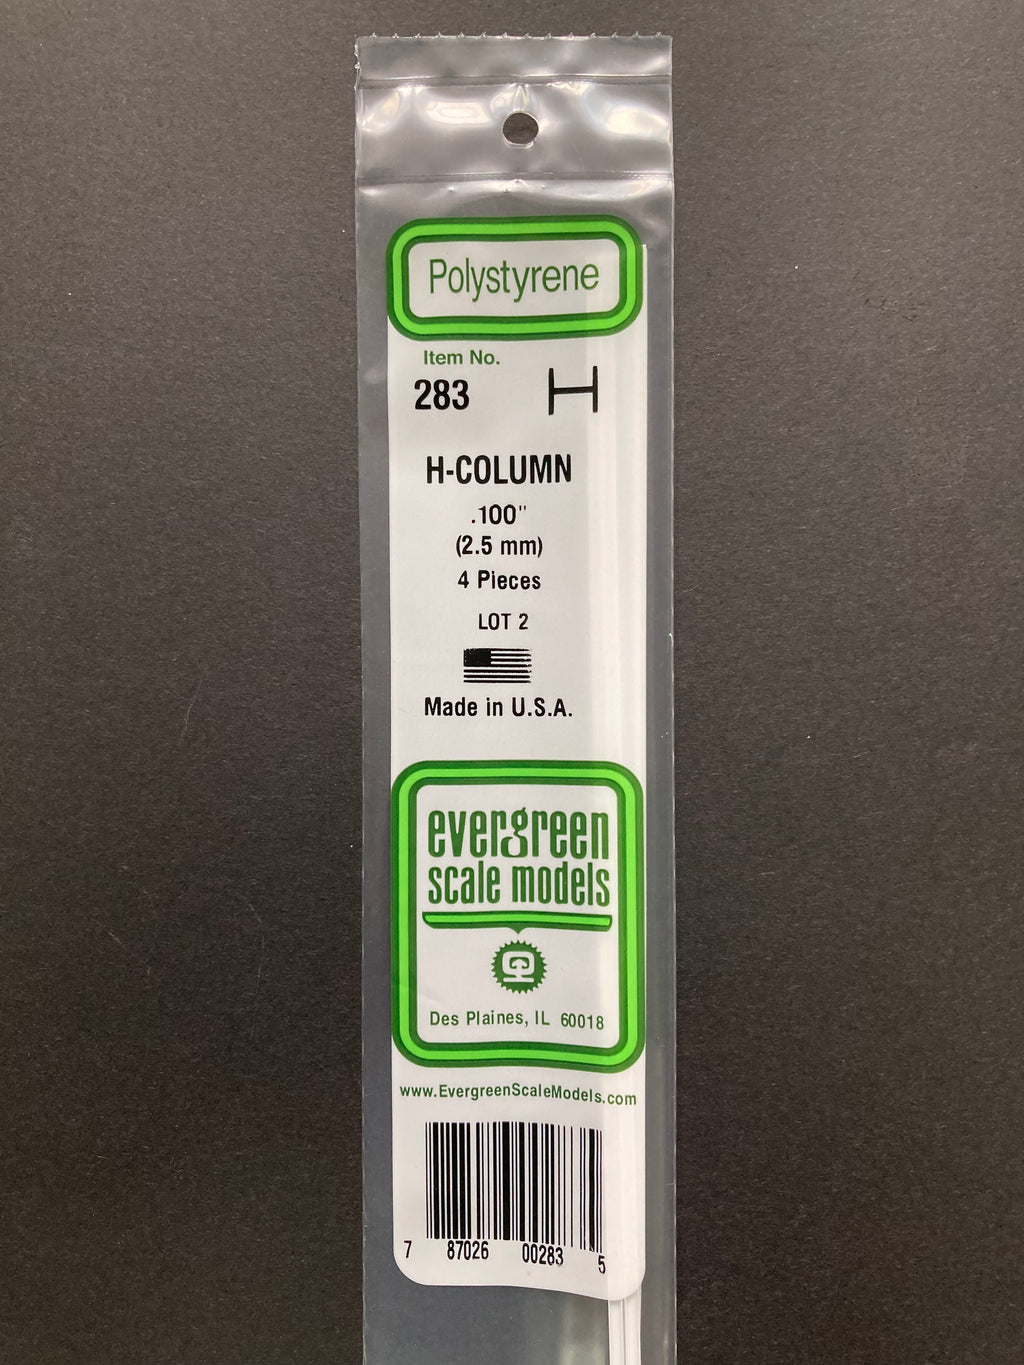 Polystyrene
Item No.
283
H-COLUMN
.100"
(2.5 mm)
4 Pieces
LOT 2
Made in U.S.A.
evergreen
scale models
Des Plaines, IL 60018
www.EvergreenScaleModels.com
7 87026 00283 5